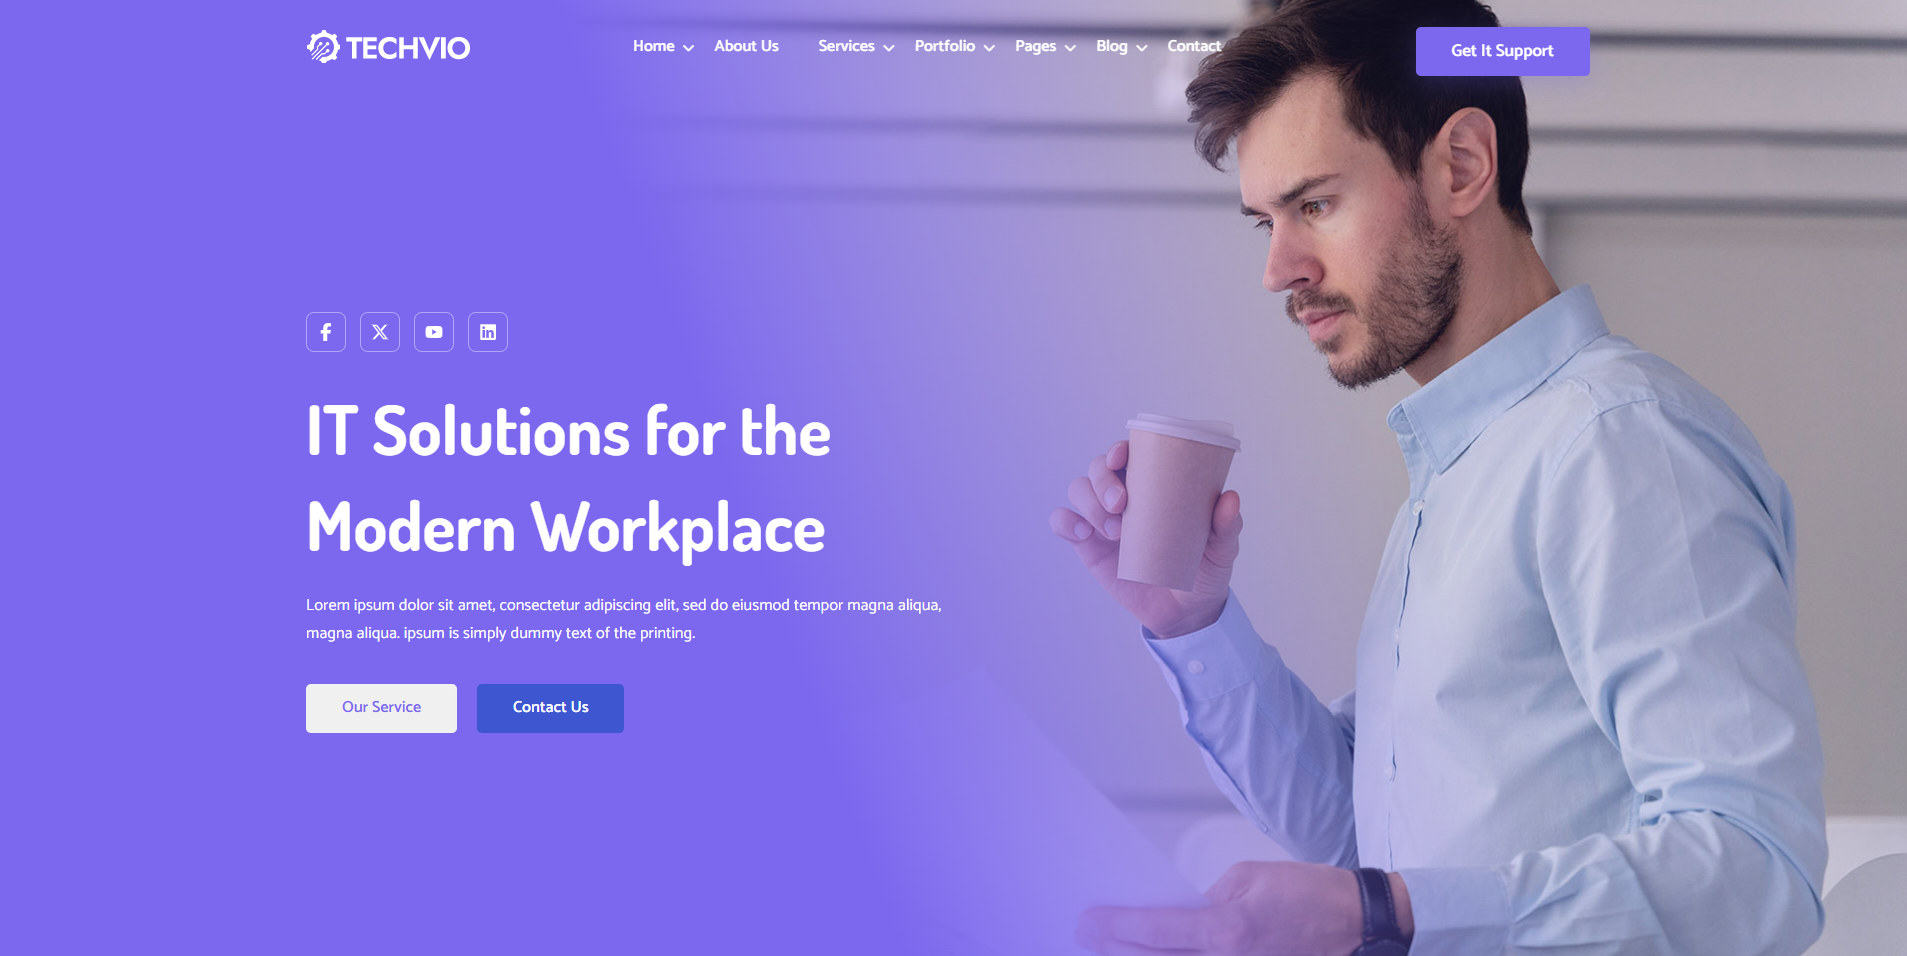 TECHVIO
Home About Us Services Portfolio Pages Blog Contact
Get It Support
IT Solutions for the
Modern Workplace
Lorem ipsum dolor sit amet, consectetur adipiscing elit, sed do eiusmod tempor magna aliqua,
magna aliqua. ipsum is simply dummy text of the printing.
Our Service
Contact Us